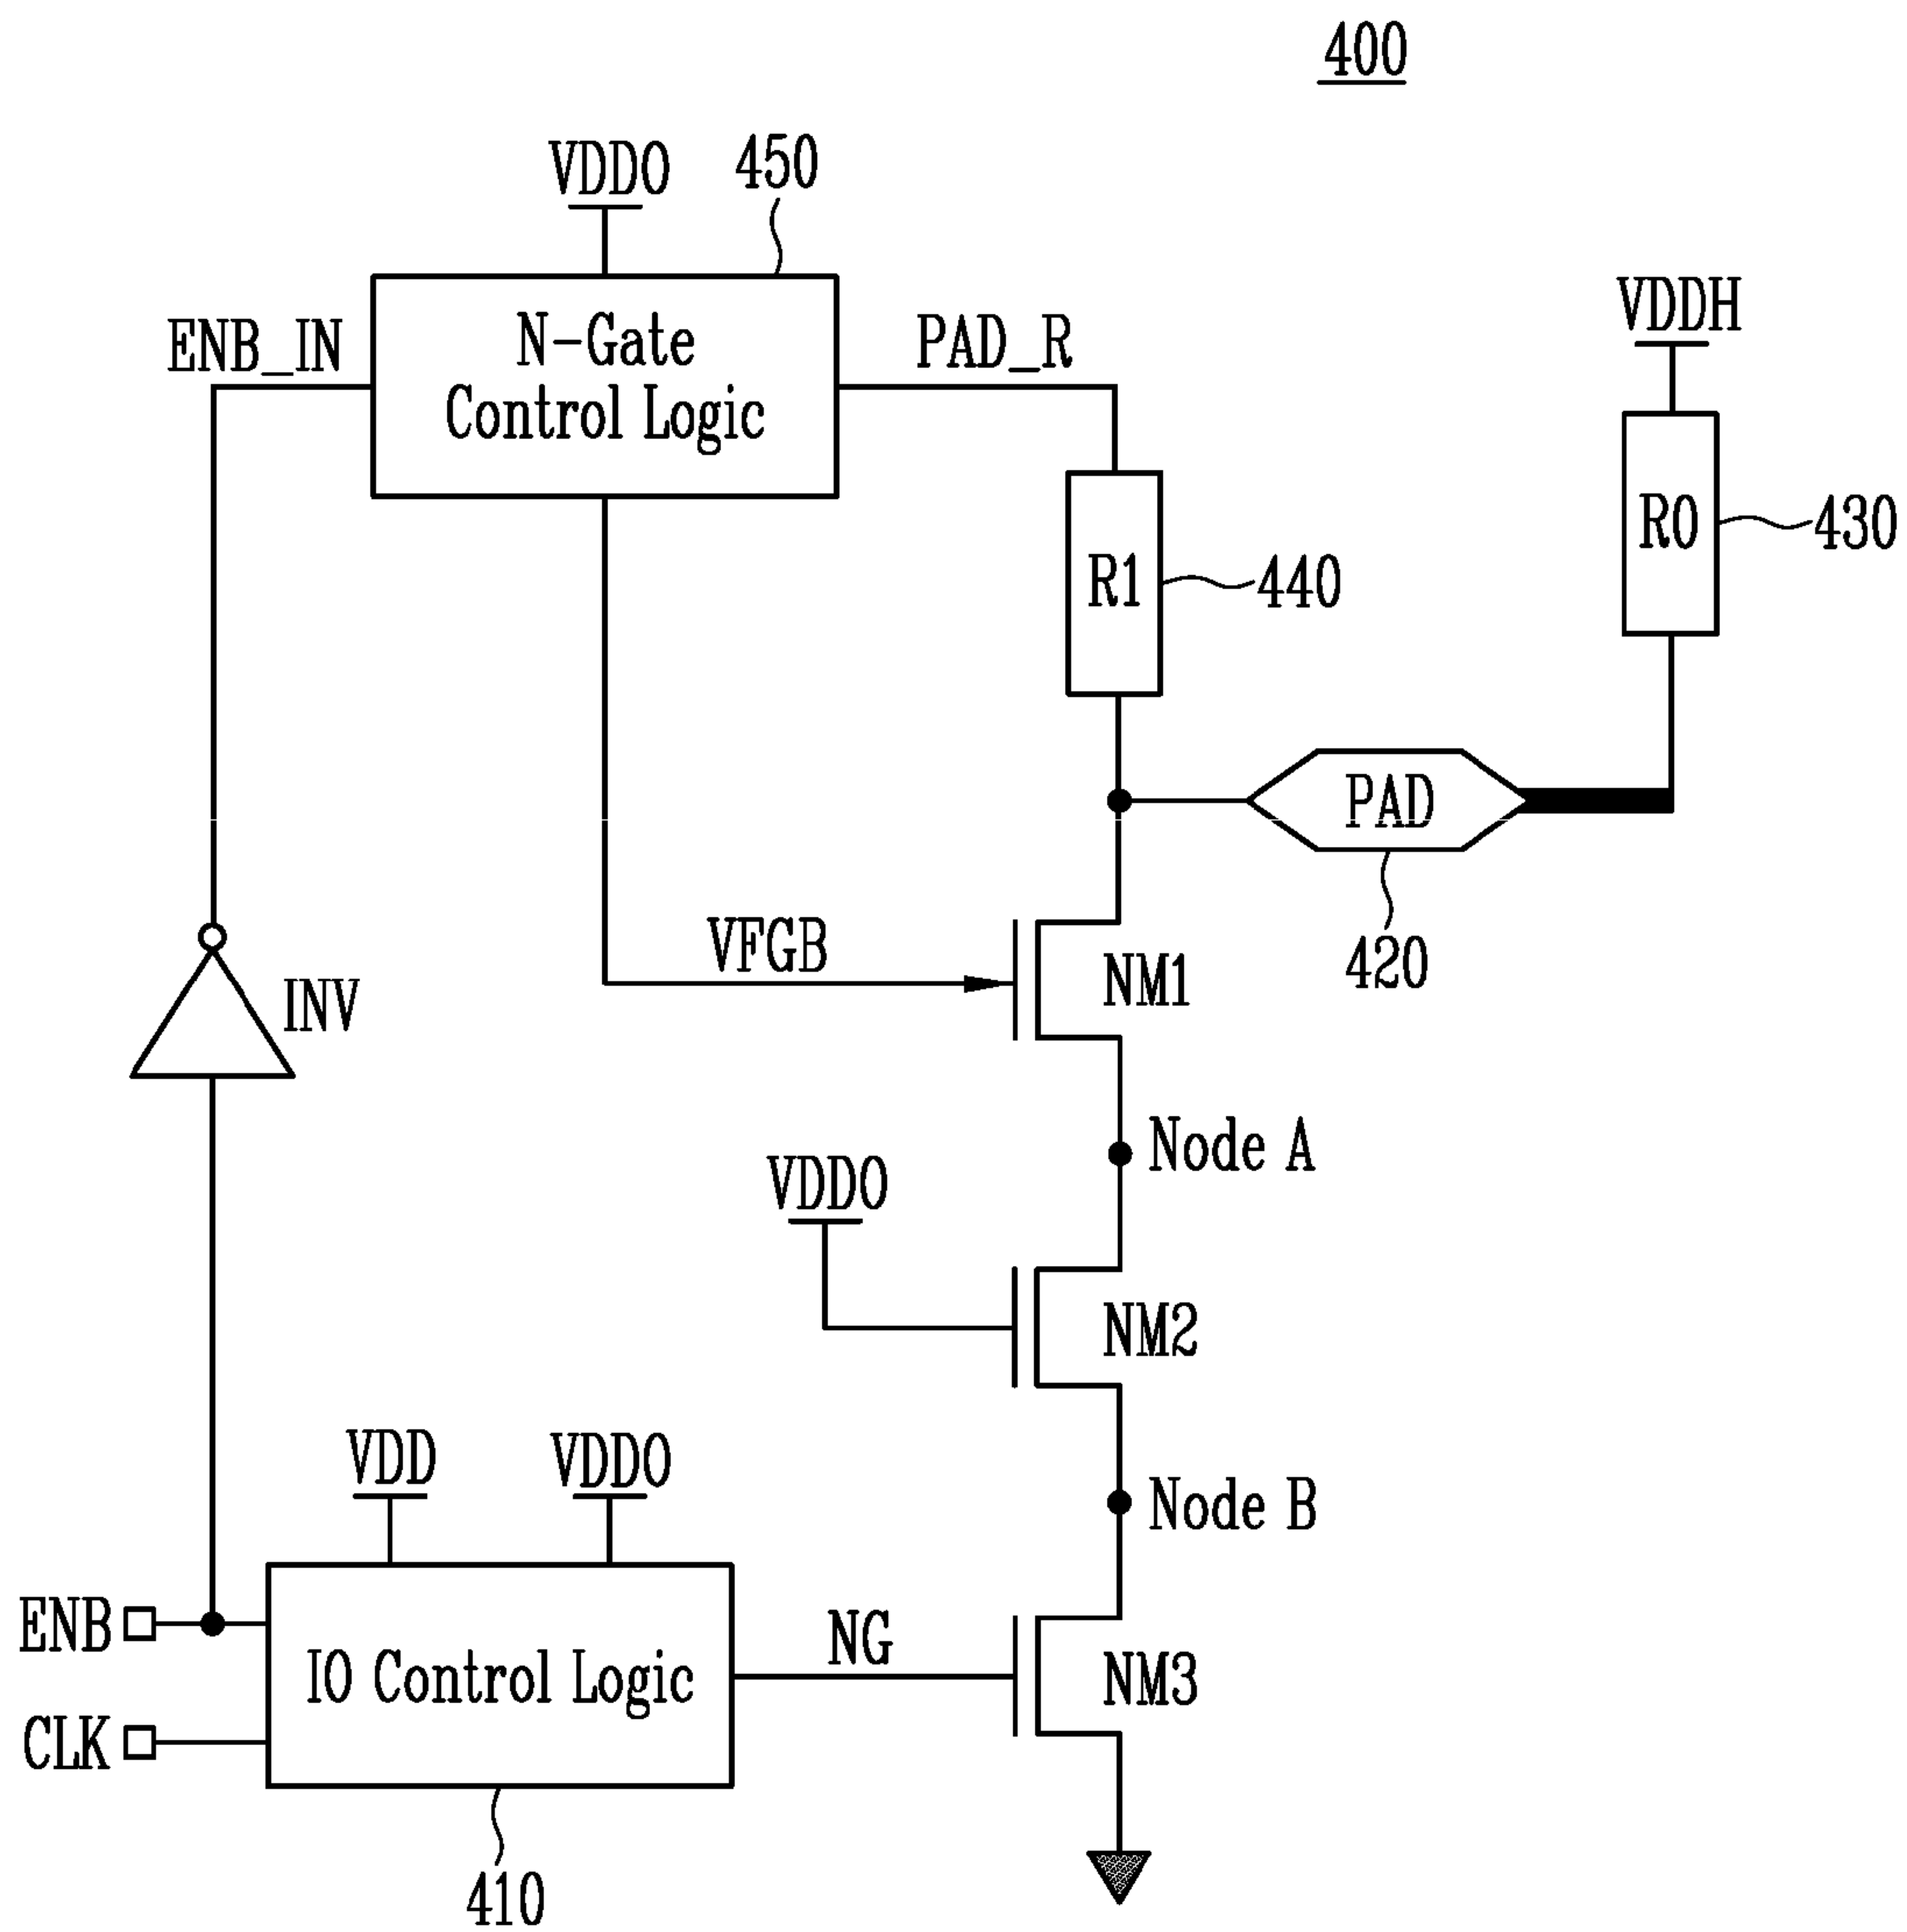 400
VDDO
450
ENB_IN
N-Gate
Control Logic
PAD_R
VDDH
R0
430
R1
440
PAD
420
VFGB
NM1
INV
Node A
VDDO
NM2
VDD
VDDO
Node B
ENB
CLK
IO Control Logic
NG
NM3
410